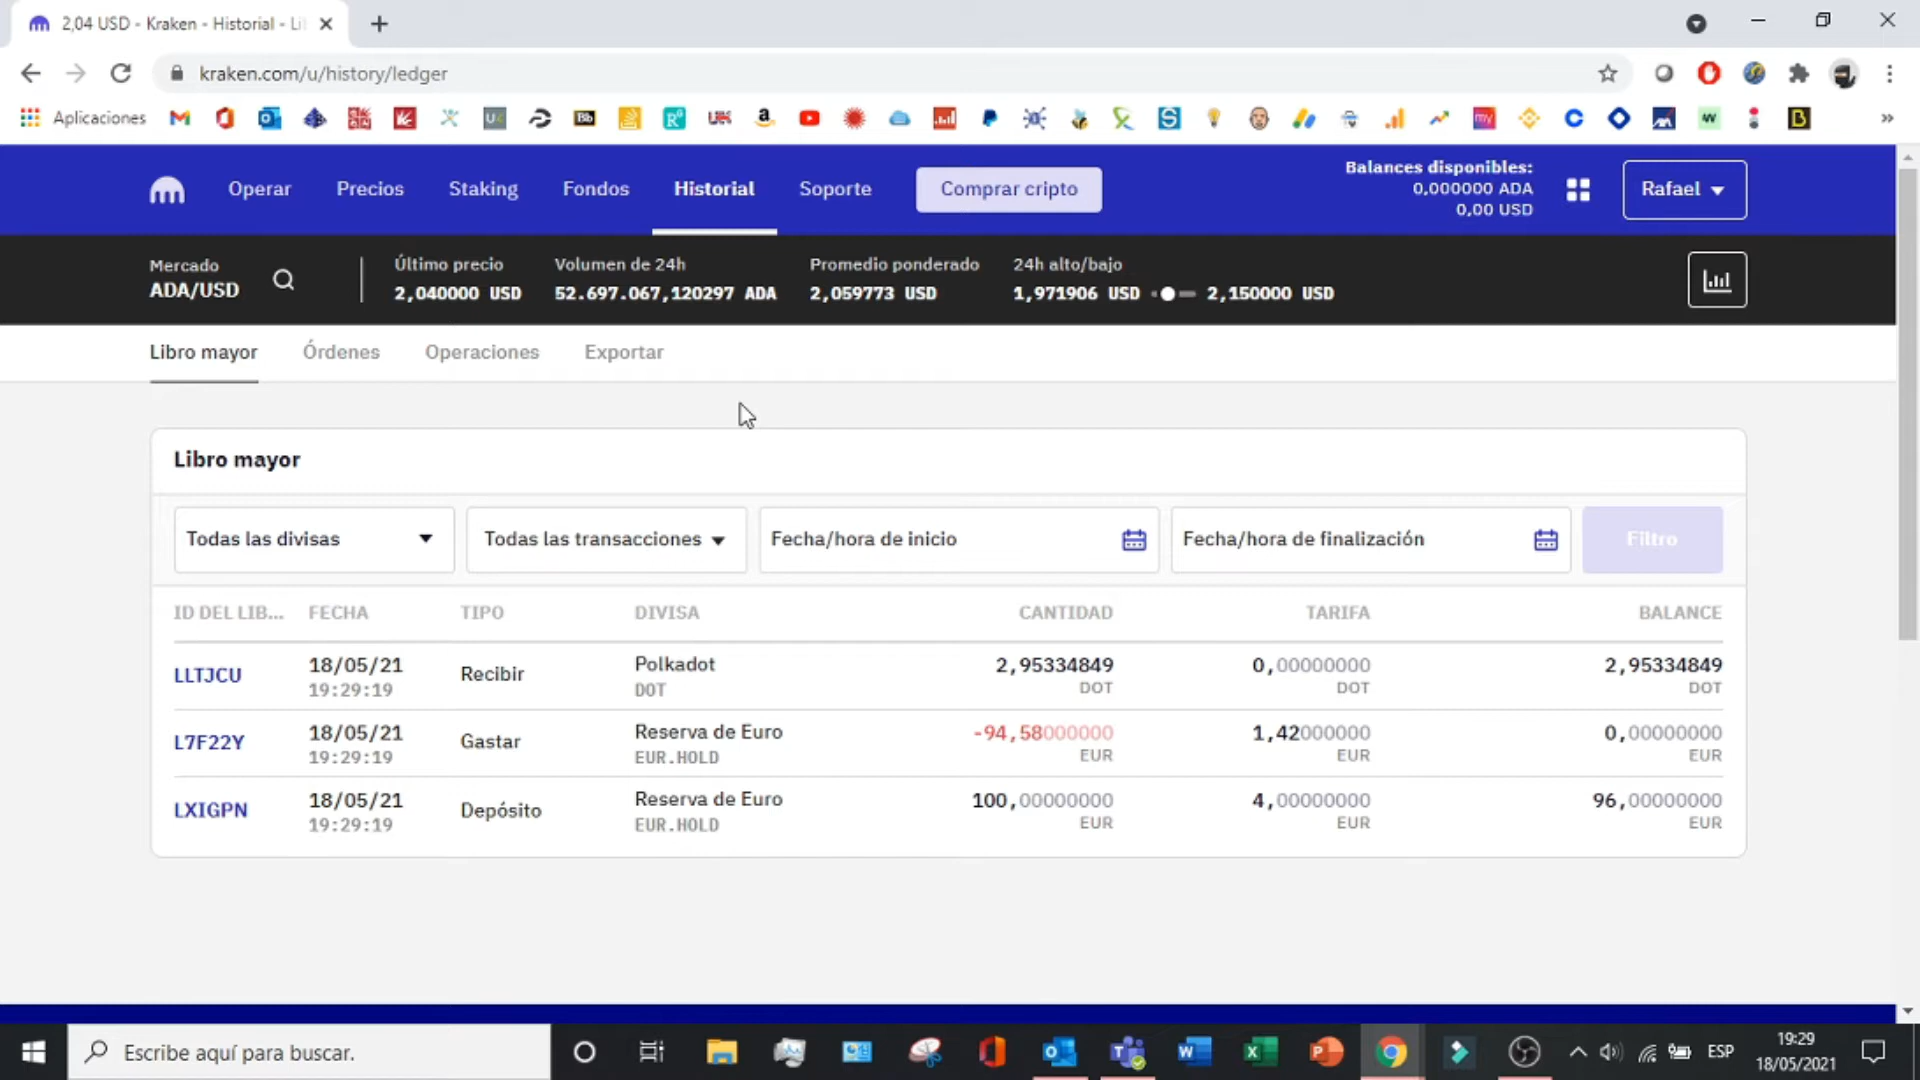 2,04 USD - Kraken - Historial - Li
kraken.com/u/history/ledger
Aplicaciones
Operar Precios Staking Fondos Historial Soporte Comprar cripto
Balances disponibles:
0,000000 ADA
0,00 USD
Rafael
Mercado
ADA/USD
Último precio
2,040000 USD
Volumen de 24h
52.697.067,120297 ADA
Promedio ponderado
2,059773 USD
24h alto/bajo
1,971906 USD 2,150000 USD
Libro mayor Órdenes Operaciones Exportar
Libro mayor
Todas las divisas Todas las transacciones Fecha/hora de inicio Fecha/hora de finalización Filtro
ID DEL LIB... FECHA TIPO DIVISA CANTIDAD TARIFA BALANCE
LLTJCU 18/05/21 Recibir Polkadot 2,95334849 0,00000000 2,95334849
19:29:19 DOT DOT DOT DOT
L7F22Y 18/05/21 Gastar Reserva de Euro -94,58000000 1,42000000 0,00000000
19:29:19 EUR.HOLD EUR EUR EUR
LXIGPN 18/05/21 Depósito Reserva de Euro 100,00000000 4,00000000 96,00000000
19:29:19 EUR.HOLD EUR EUR EUR
Escribe aquí para buscar.
ESP
19:29
18/05/2021